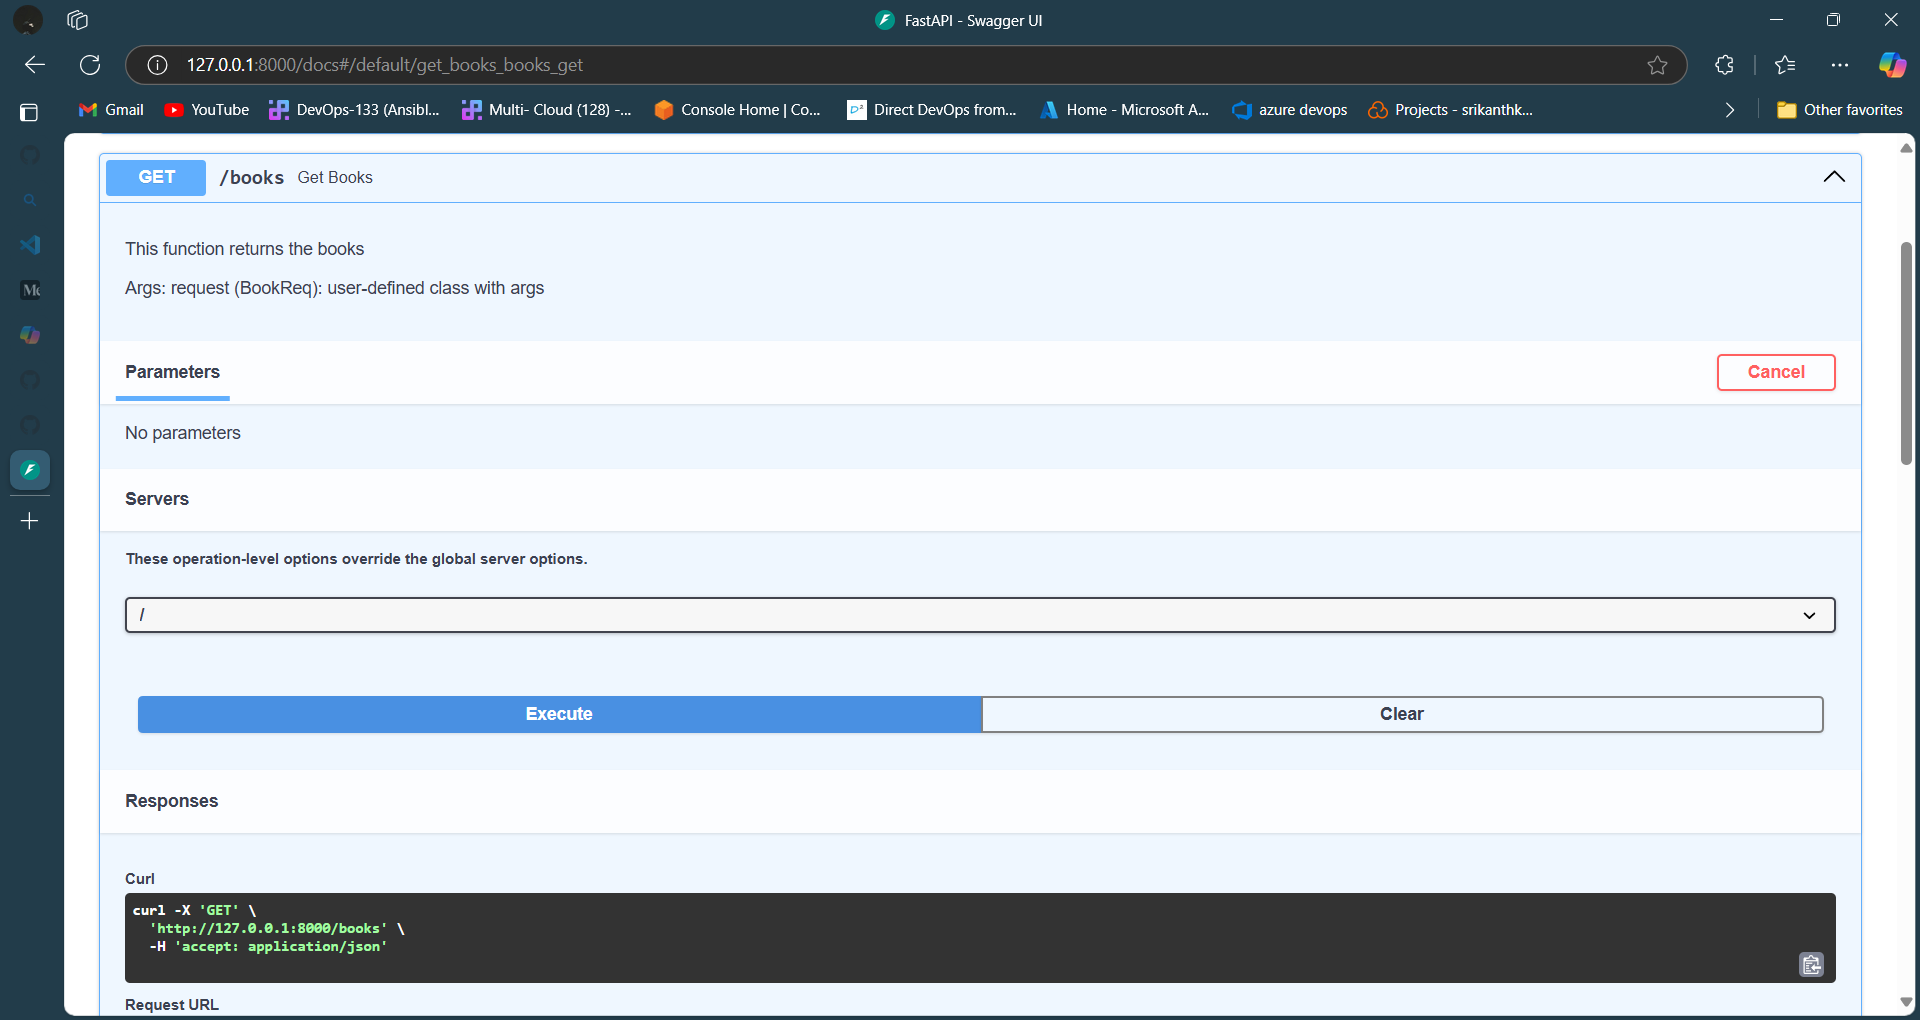 FastAPI - Swagger UI
127.0.0.1:8000/docs#/default/get_books_books_get
Gmail YouTube DevOps-133 (Ansibl... Multi- Cloud (128) -... Console Home | Co... Direct DevOps from... Home - Microsoft A... azure devops Projects - srikanthk... Other favorites
GET /books Get Books
This function returns the books
Args: request (BookReq): user-defined class with args
Parameters Cancel
No parameters
Servers
These operation-level options override the global server options.
/
Execute Clear
Responses
Curl
curl -X 'GET' \
'http://127.0.0.1:8000/books' \
-H 'accept: application/json'
Request URL